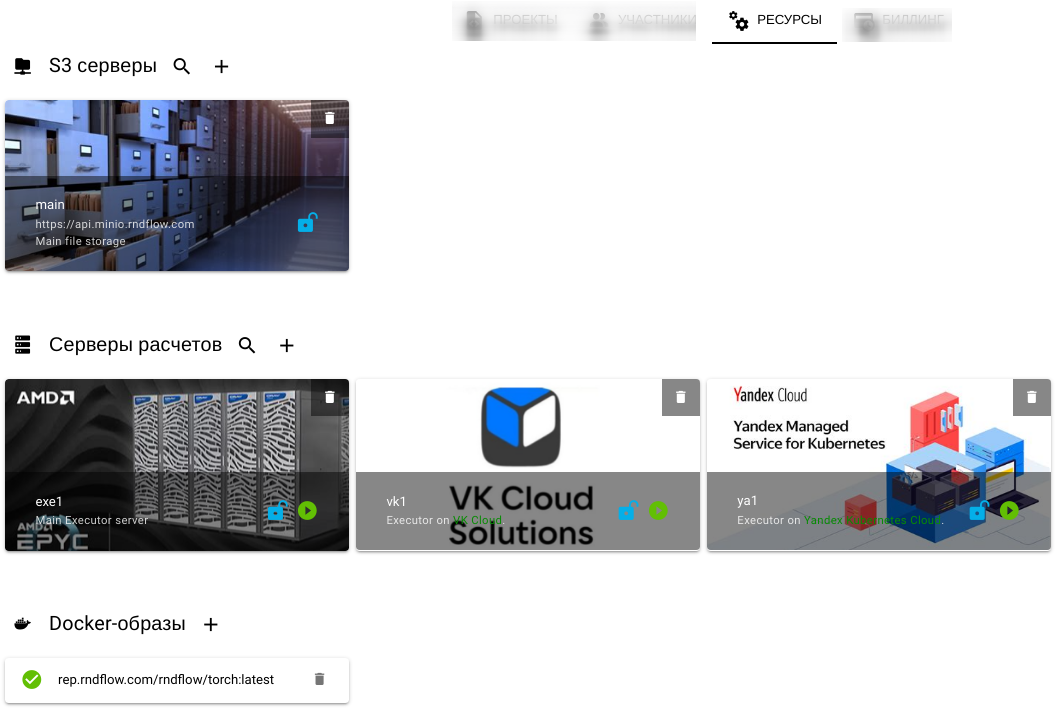 ПРОЕКТЫ
УЧАСТНИКИ
РЕСУРСЫ
БИЛЛИНГ
S3 серверы
main
https://api.minio.rndflow.com
Main file storage
Серверы расчетов
AMD
exe1
Main Executor server
AMD
EPYC
vk1
Executor on VK Cloud.
VK Cloud
Solutions
Yandex Cloud
Yandex Managed
Service for Kubernetes
ya1
Executor on Yandex Kubernetes Cloud.
Docker-образы
rep.rndflow.com/rndflow/torch:latest